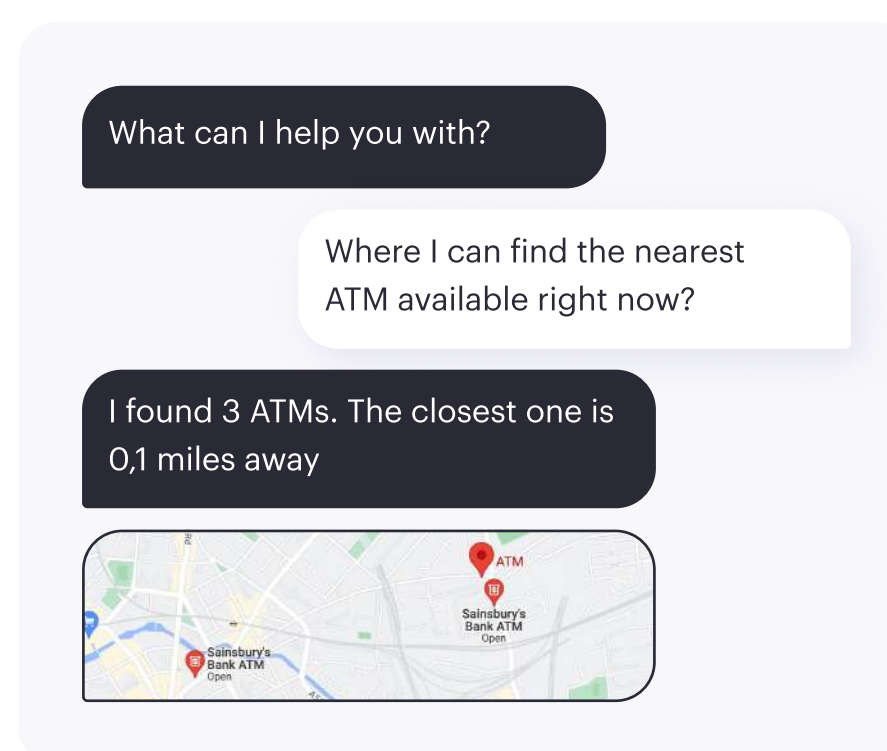 What can I help you with?
Where I can find the nearest
ATM available right now?
I found 3 ATMs. The closest one is
0,1 miles away
Rd
ATM
Sainsbury's
Bank ATM
Open
Sainsbury's
Bank ATM
Open